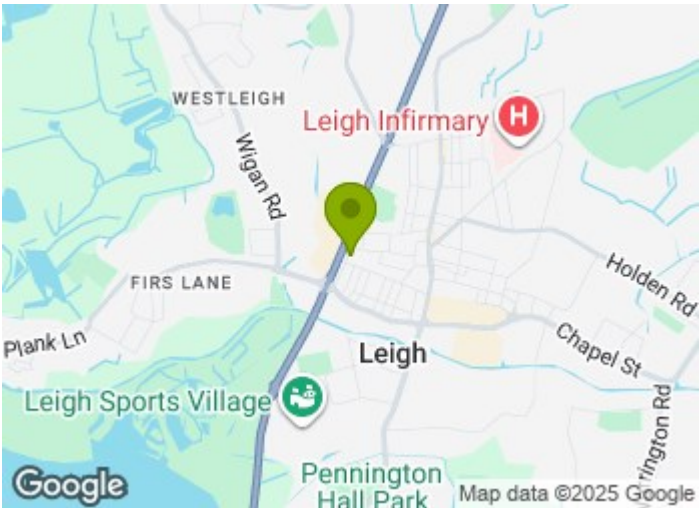 WESTLEIGH
Leigh Infirmary
H
Wigan Rd
FIRS LANE
Holden Rd
Plank Ln
Chapel St
Leigh
Leigh Sports Village
Pennington
Hall Park
Google
Map data ©2025 Google